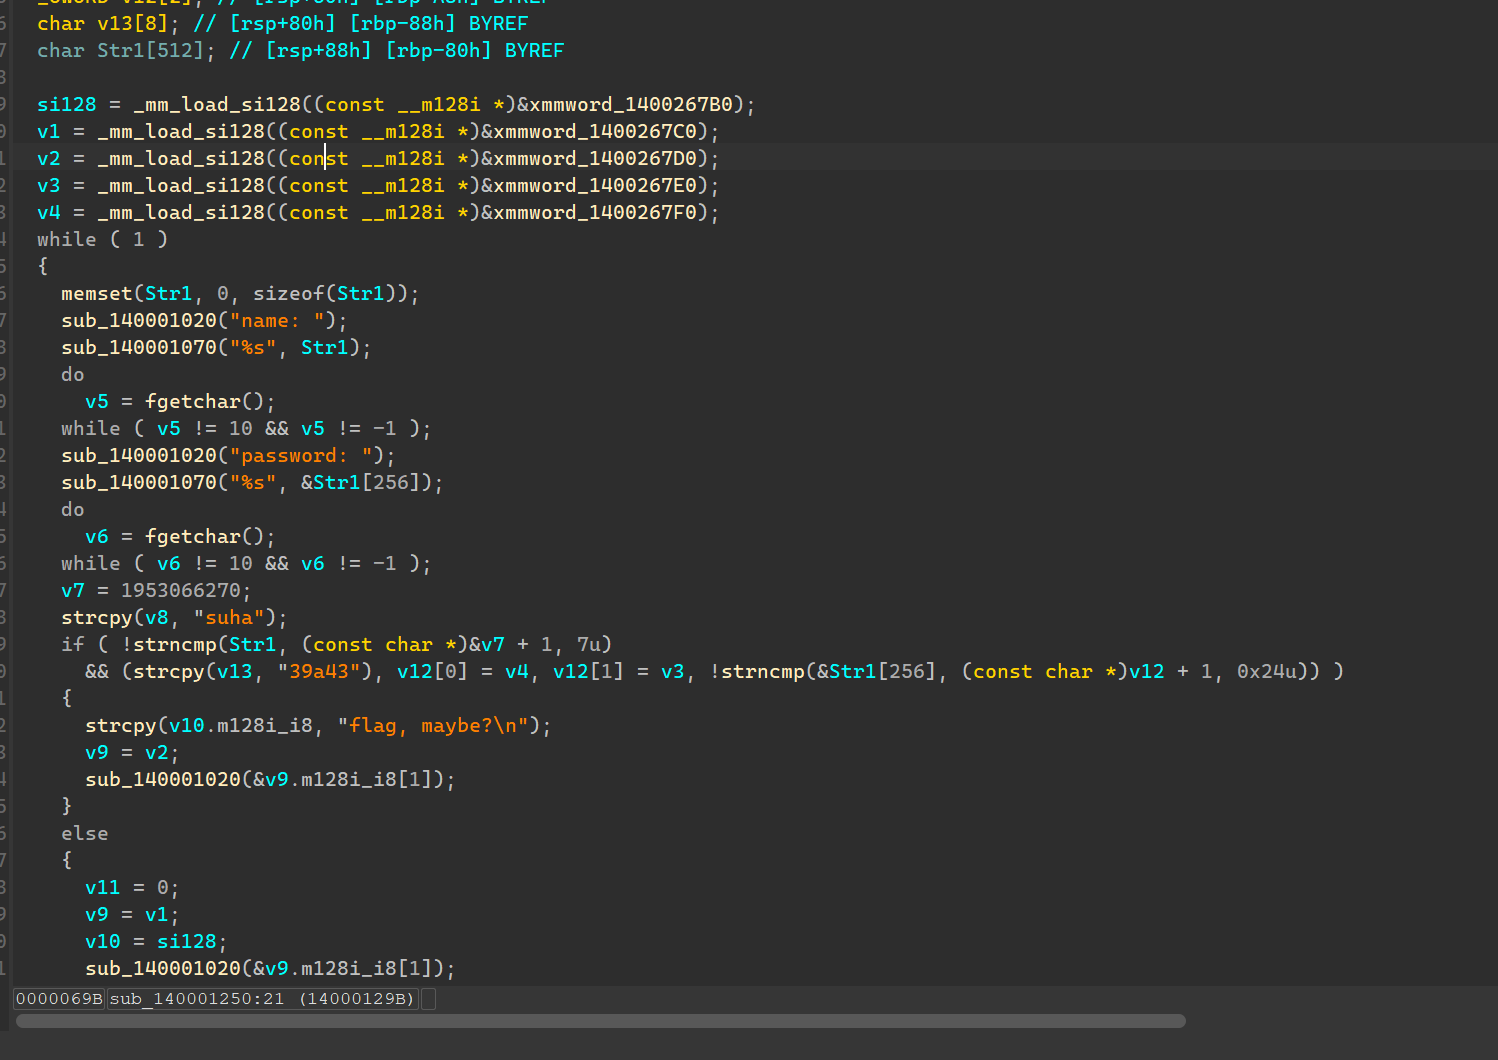 char v13[8]; // [rsp+80h] [rbp-88h] BYREF
char Str1[512]; // [rsp+88h] [rbp-80h] BYREF
si128 = _mm_load_si128((const __m128i *)&xmmword_1400267B0);
v1 = _mm_load_si128((const __m128i *)&xmmword_1400267C0);
v2 = _mm_load_si128((const __m128i *)&xmmword_1400267D0);
v3 = _mm_load_si128((const __m128i *)&xmmword_1400267E0);
v4 = _mm_load_si128((const __m128i *)&xmmword_1400267F0);
while ( 1 )
{
memset(Str1, 0, sizeof(Str1));
sub_140001020("name: ");
sub_140001070("%s", Str1);
do
v5 = fgetchar();
while ( v5 != 10 && v5 != -1 );
sub_140001020("password: ");
sub_140001070("%s", &Str1[256]);
do
v6 = fgetchar();
while ( v6 != 10 && v6 != -1 );
v7 = 1953066270;
strcpy(v8, "suha");
if ( !strncmp(Str1, (const char *)&v7 + 1, 7u)
&& (strcpy(v13, "39a43"), v12[0] = v4, v12[1] = v3, !strncmp(&Str1[256], (const char *)v12 + 1, 0x24u)) )
{
strcpy(v10.m128i_i8, "flag, maybe?\n");
v9 = v2;
sub_140001020(&v9.m128i_i8[1]);
}
else
{
v11 = 0;
v9 = v1;
v10 = si128;
sub_140001020(&v9.m128i_i8[1]);
0000069B sub_140001250:21 (14000129B)